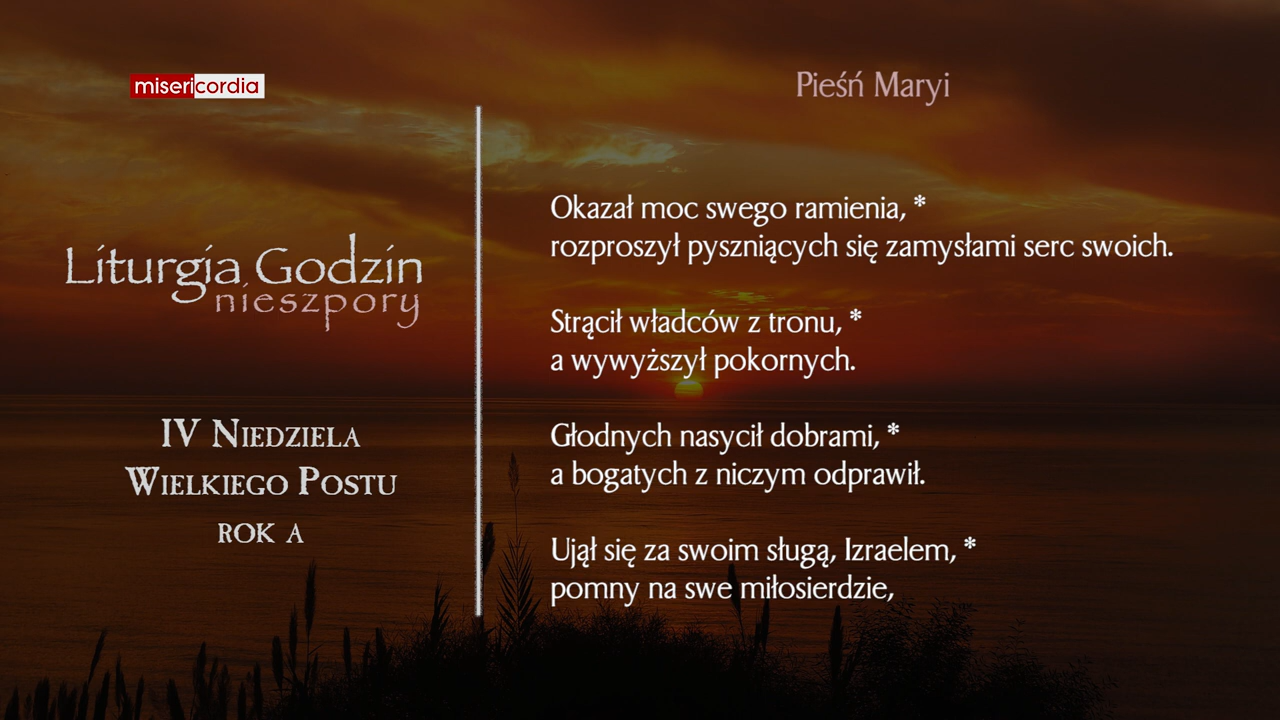 misericordia
Liturgia Godzin
nieszpory
IV Niedziela
Wielkiego Postu
rok A
Pieśń Maryi
Okazał moc swego ramienia, *
rozproszył pyszniących się zamysłami serc swoich.
Strącił władców z tronu, *
a wywyższył pokornych.
Głodnych nasycił dobrami, *
a bogatych z niczym odprawił.
Ujął się za swoim sługą, Izraelem, *
pomny na swe miłosierdzie,